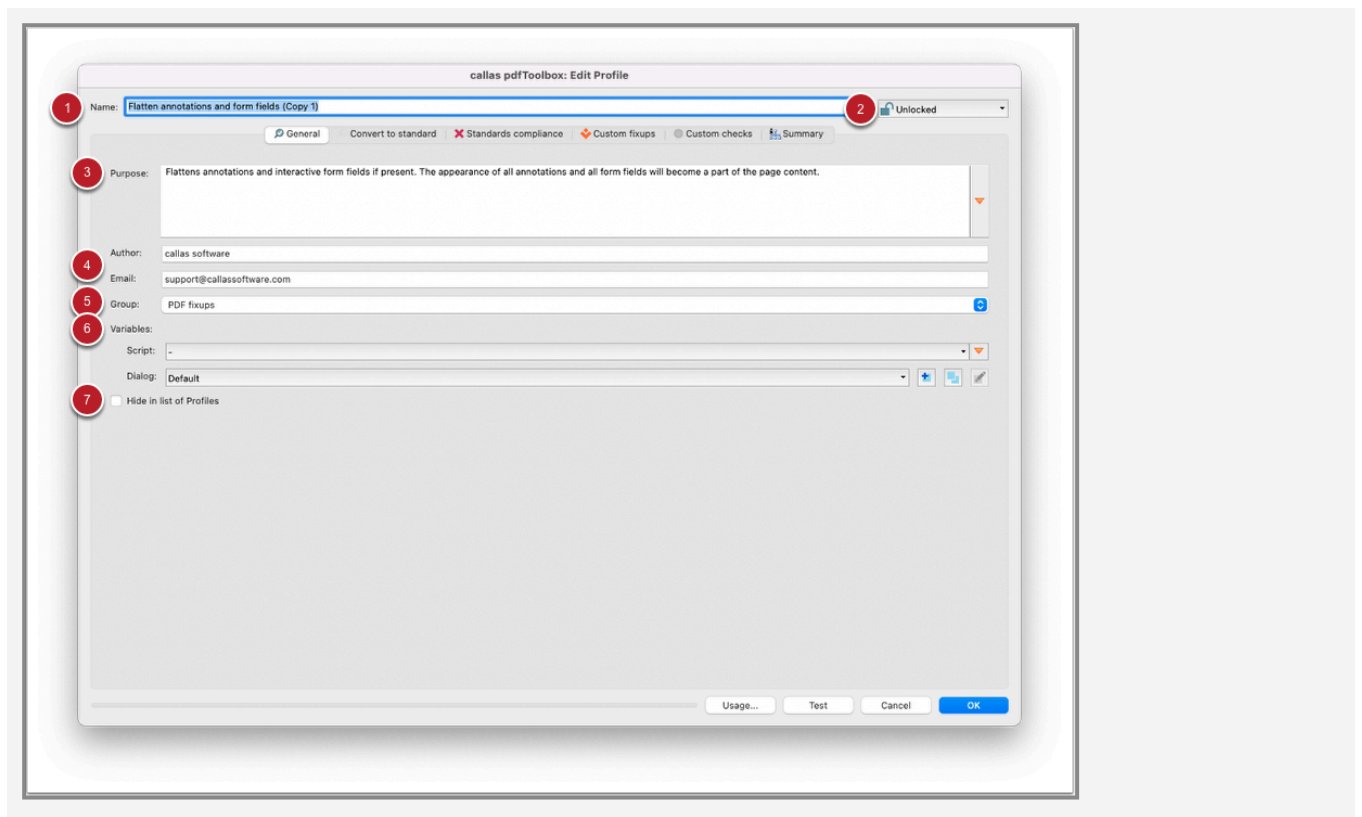 callas pdfToolbox: Edit Profile
1 Name: Flatten annotations and form fields (Copy 1) 2 Unlocked
General Convert to standard Standards compliance Custom fixups Custom checks Summary
3 Purpose: Flattens annotations and interactive form fields if present. The appearance of all annotations and all form fields will become a part of the page content.
Author: callas software
4
Email: support@callassoftware.com
5 Group: PDF fixups
6 Variables:
Script: -
Dialog: Default
7 Hide in list of Profiles
Usage... Test Cancel OK